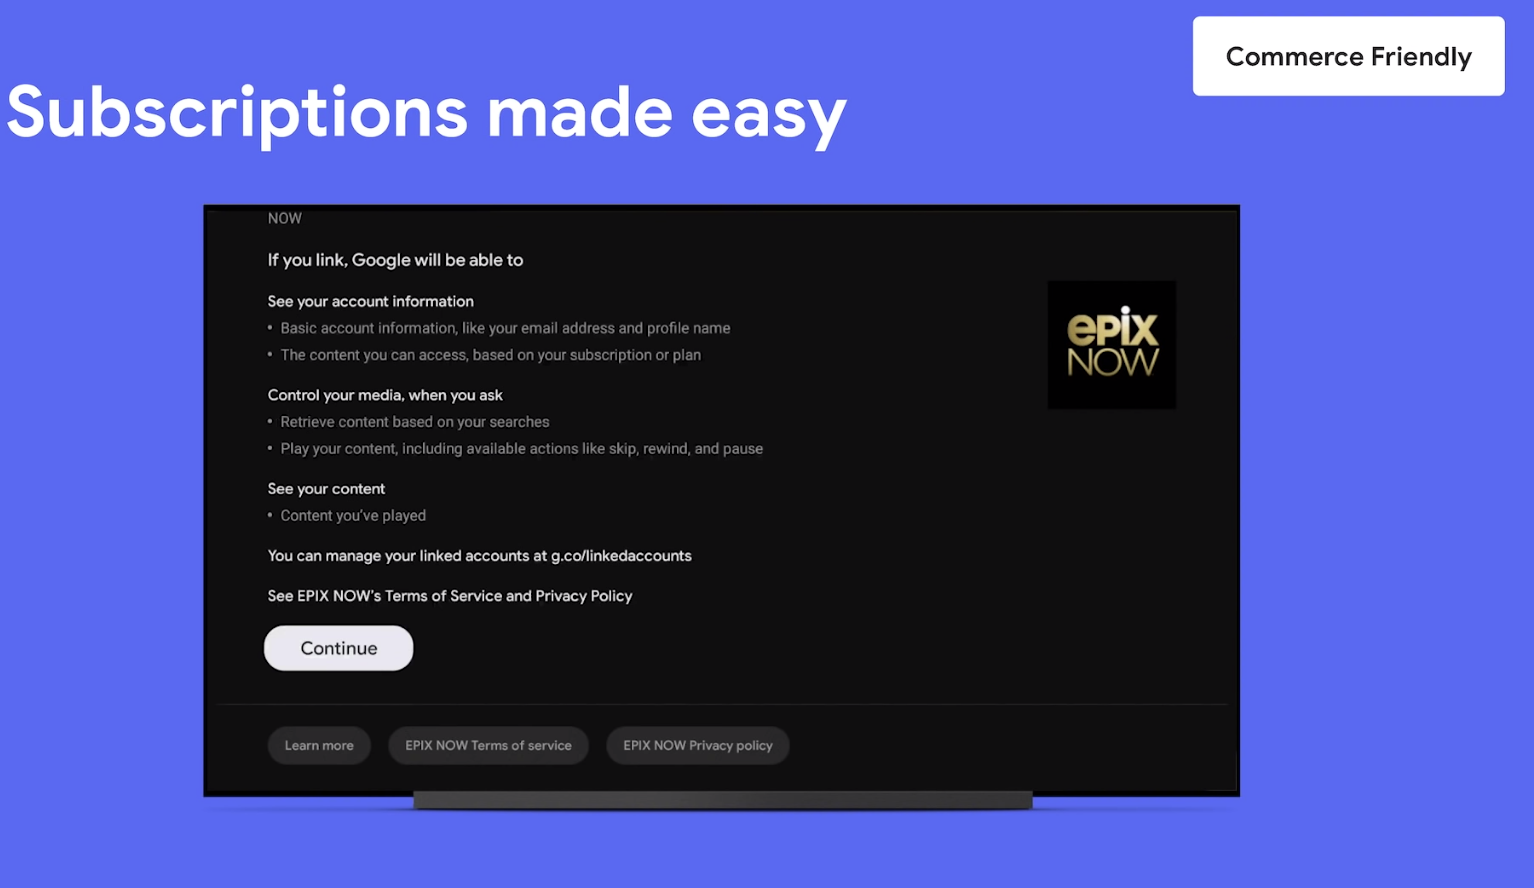 Commerce Friendly
Subscriptions made easy
NOW
If you link, Google will be able to
See your account information
• Basic account information, like your email address and profile name
• The content you can access, based on your subscription or plan
Control your media, when you ask
• Retrieve content based on your searches
• Play your content, including available actions like skip, rewind, and pause
See your content
• Content you've played
You can manage your linked accounts at g.co/linkedaccounts
See EPIX NOW's Terms of Service and Privacy Policy
Continue
epix
NOW
Learn more
EPIX NOW Terms of service
EPIX NOW Privacy policy